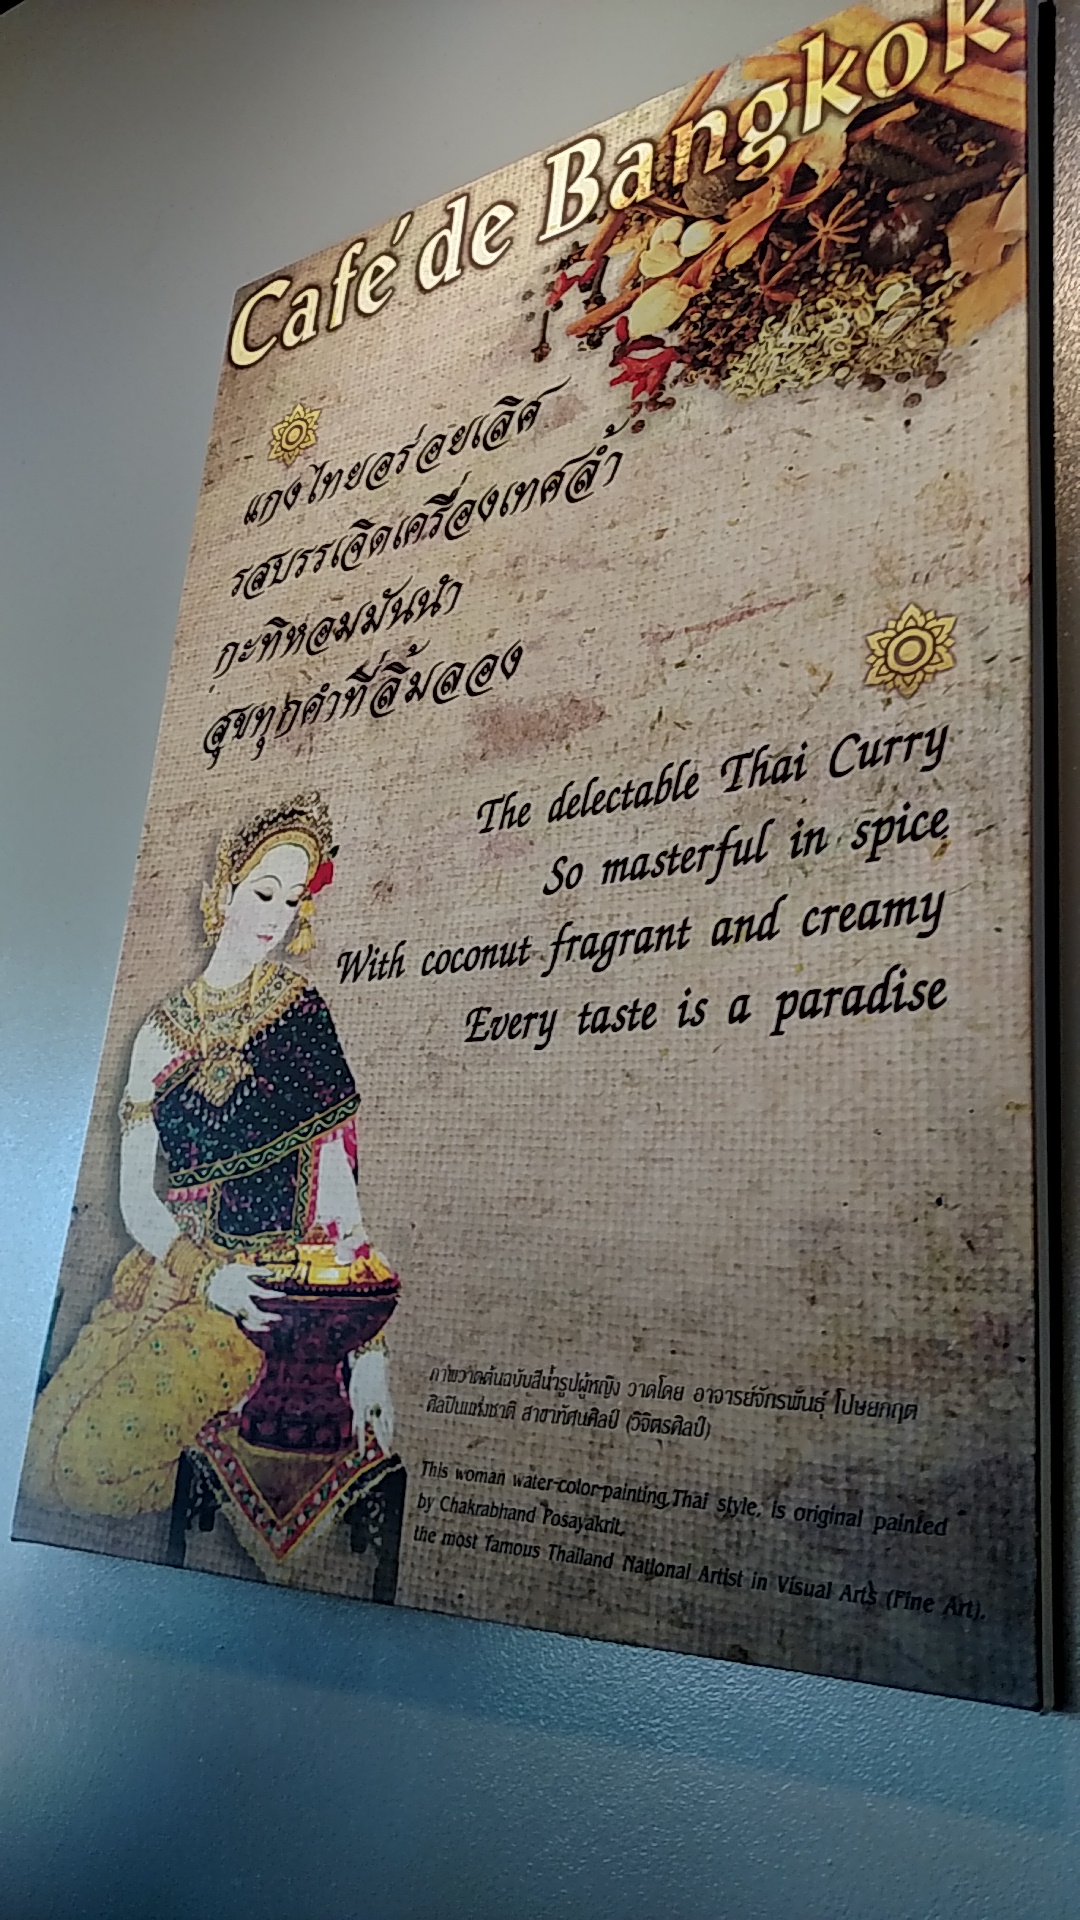 Café de Bangkok
แกงไทยอร่อยเลิศ
รสบรรเจิดเครื่องเทศล้ำ
กะทิหอมมันนำ
สุขทุกคำที่ลิ้มลอง
The delectable Thai Curry
So masterful in spice
With coconut fragrant and creamy
Every taste is a paradise
ภาพวาดต้นฉบับสีน้ำรูปผู้หญิง วาดโดย อาจารย์จักรพันธุ์ โปษยกฤต
ศิลปินแห่งชาติ สาขาทัศนศิลป์ (วิจิตรศิลป์)
This woman water-color-painting,Thai style, is original painted
by Chakrabhand Posayakrit,
the most famous Thailand National Artist in Visual Arts (Fine Art).